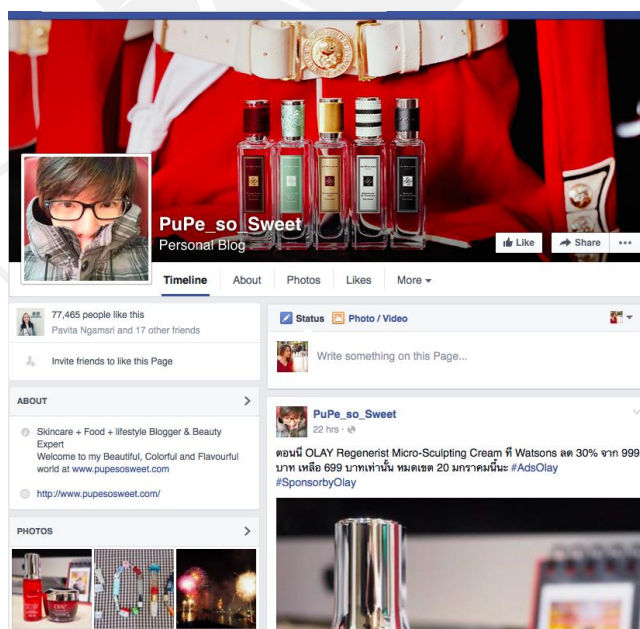 PuPe_so_Sweet
Personal Blog
Like
Share
Timeline
About
Photos
Likes
More
77,465 people like this
Pavita Ngamsri and 17 other friends
Invite friends to like this Page
ABOUT
Skincare + Food + lifestyle Blogger & Beauty
Expert
Welcome to my Beautiful, Colorful and Flavourful
world at www.pupesosweet.com
http://www.pupesosweet.com/
PHOTOS
Status
Photo / Video
Write something on this Page...
PuPe_so_Sweet
22 hrs ·
ตอนนี้ OLAY Regenerist Micro-Sculpting Cream ที่ Watsons ลด 30% จาก 999
บาท เหลือ 699 บาทเท่านั้น หมดเขต 20 มกราคมนี้นะ #AdsOlay
#SponsorbyOlay